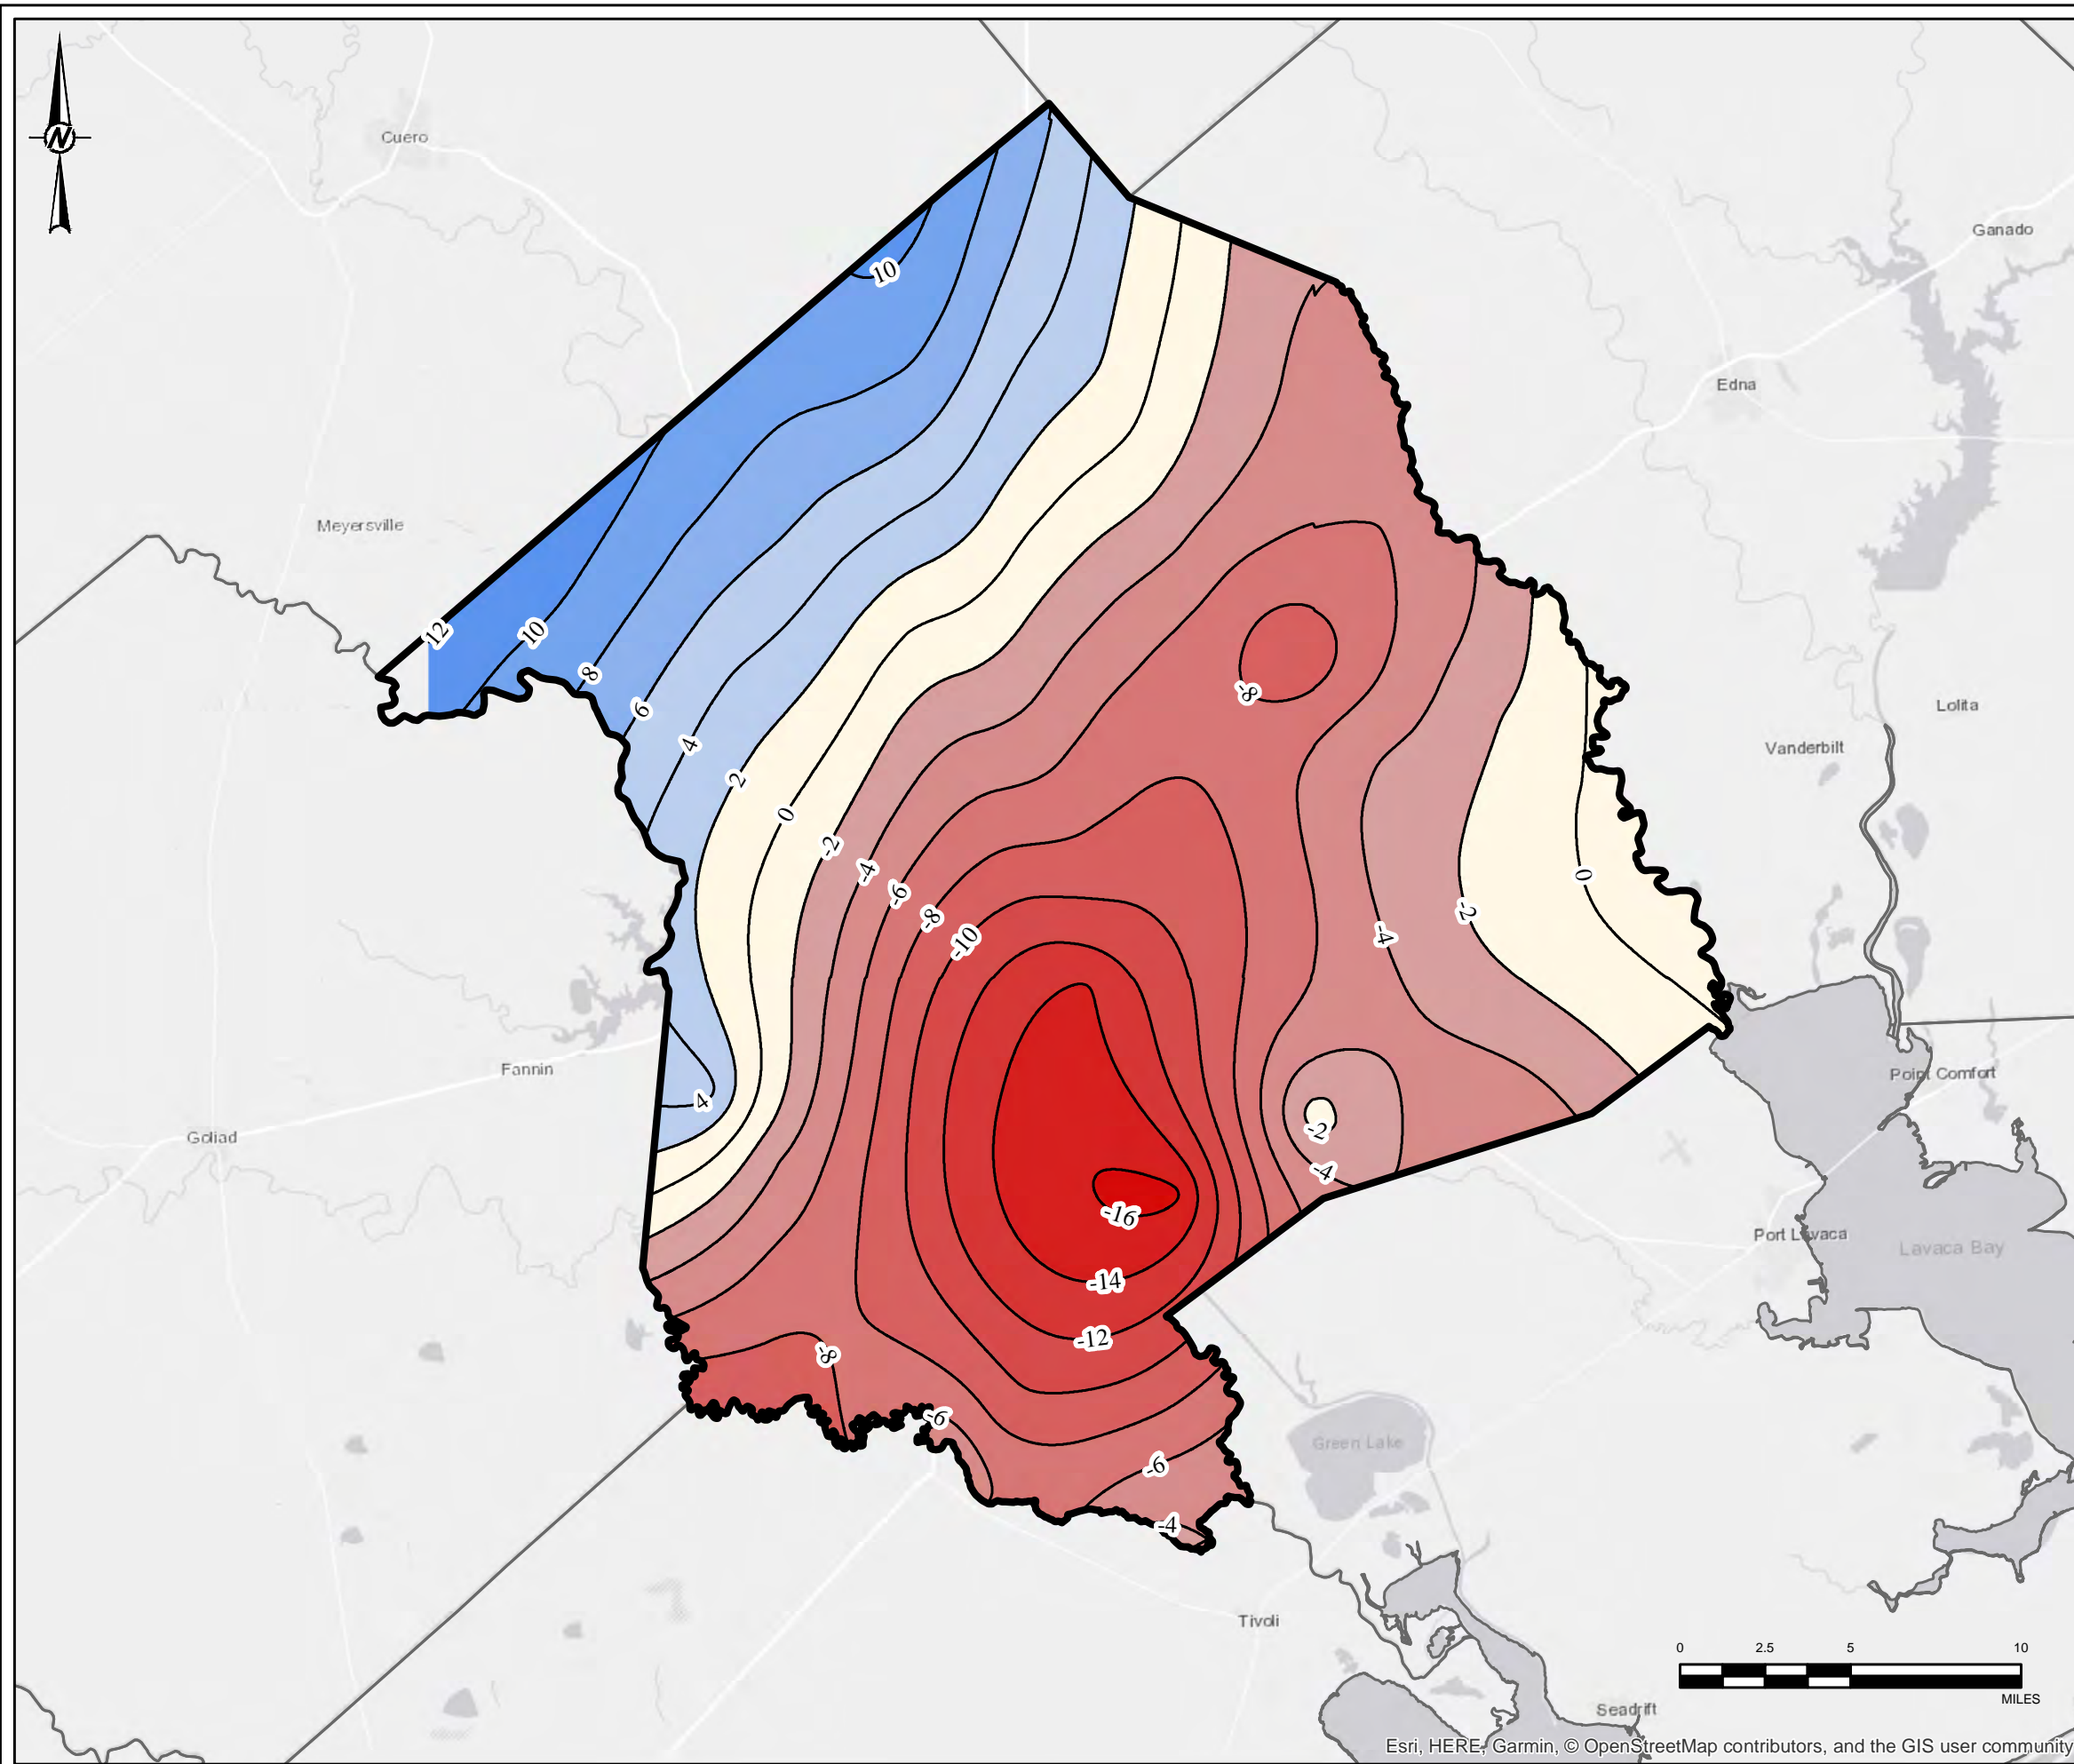 N
Cuero
Ganado
10
Edna
Meyersville
12
10
8
6
4
2
0
-2
-4
-6
-8
-10
-8
Lolita
Vanderbilt
0
-2
-4
Fannin
4
Goliad
Point Comfort
-2
-4
-16
Port Lavaca
Lavaca Bay
-14
-12
-8
-6
-6
-4
Green Lake
Tivoli
0 2.5 5 10
MILES
Seadrift
Esri, HERE, Garmin, © OpenStreetMap contributors, and the GIS user community